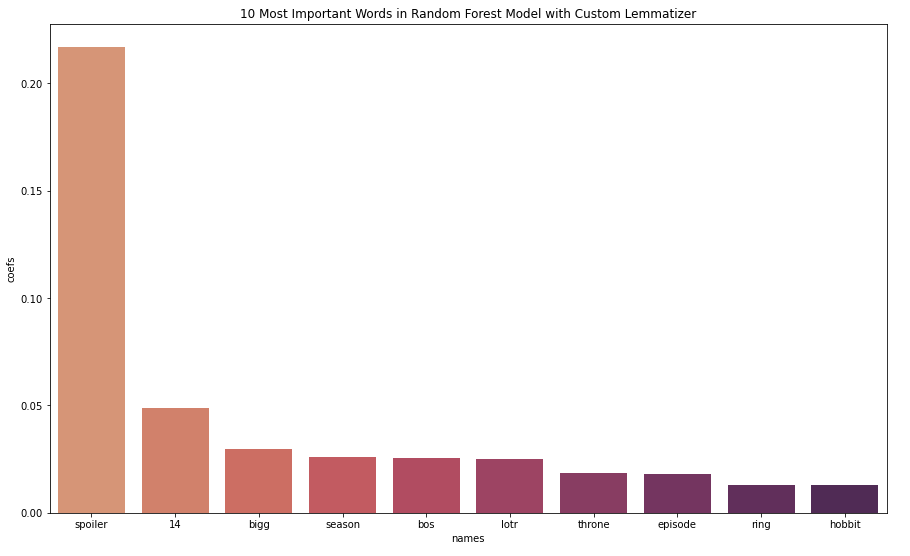 10 Most Important Words in Random Forest Model with Custom Lemmatizer
coefs
0.20
0.15
0.10
0.05
0.00
spoiler 14 bigg season bos lotr throne episode ring hobbit
names